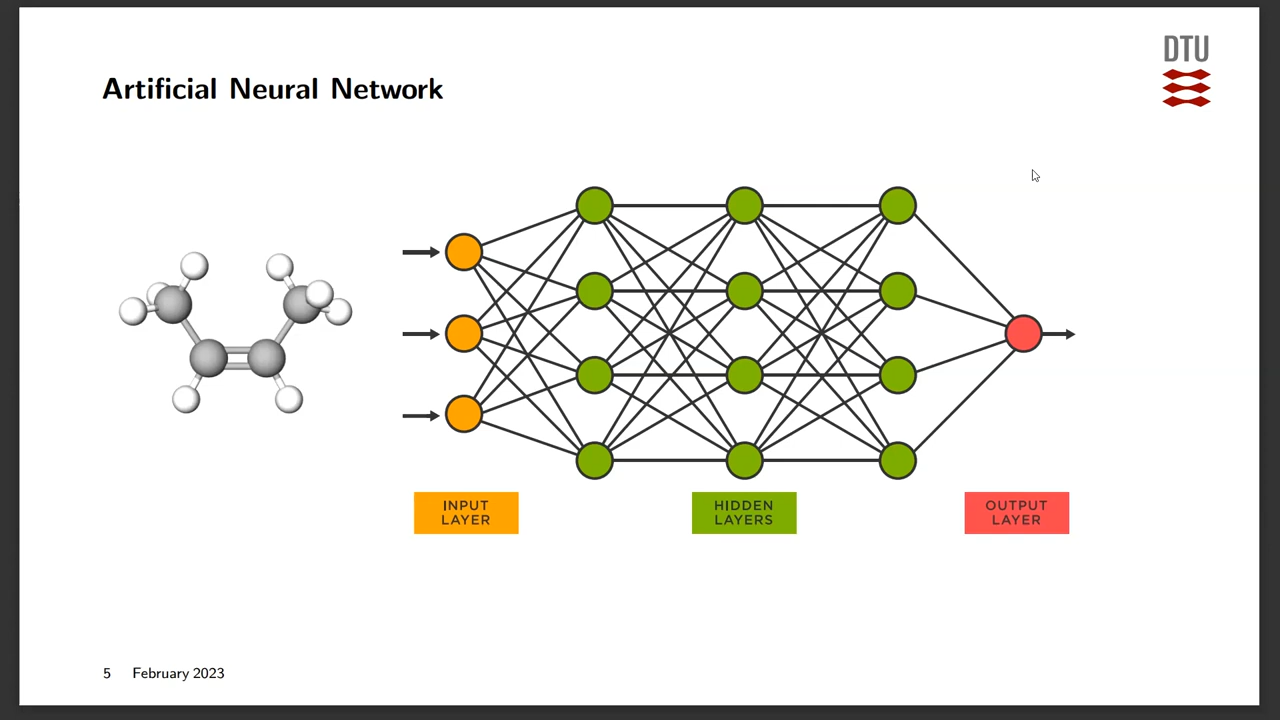 DTU
Artificial Neural Network
INPUT
LAYER
HIDDEN
LAYERS
OUTPUT
LAYER
5 February 2023